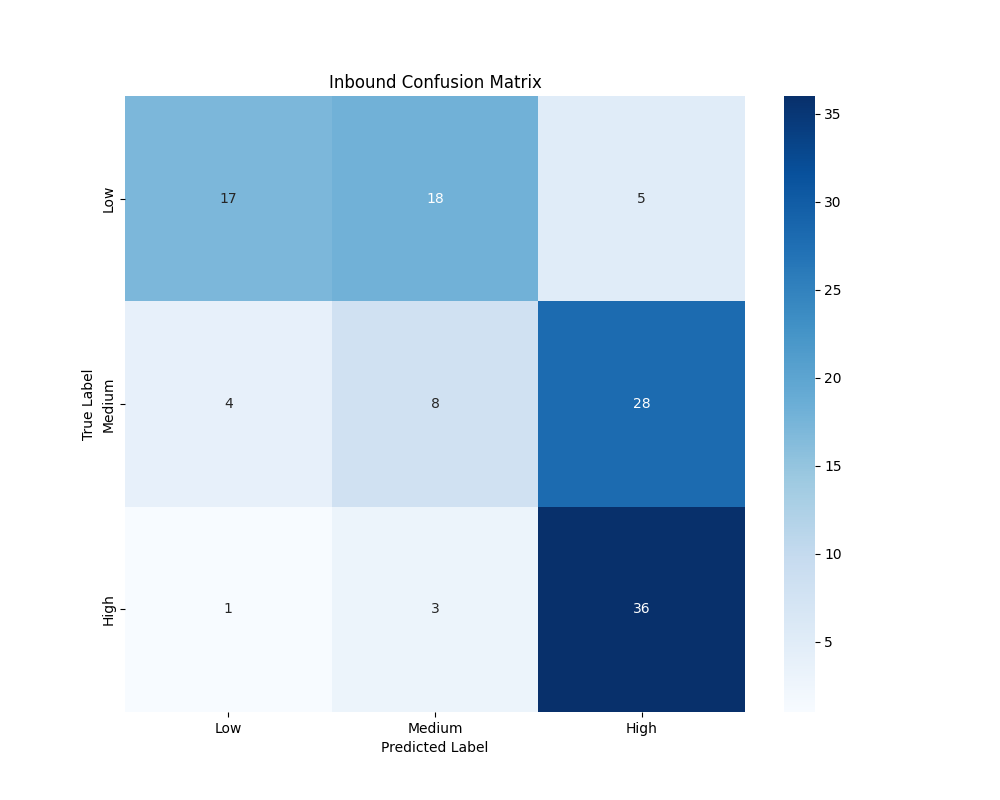 Inbound Confusion Matrix
True Label
Low
17 18 5
Medium
4 8 28
High
1 3 36
Low Medium High
Predicted Label
35
30
25
20
15
10
5